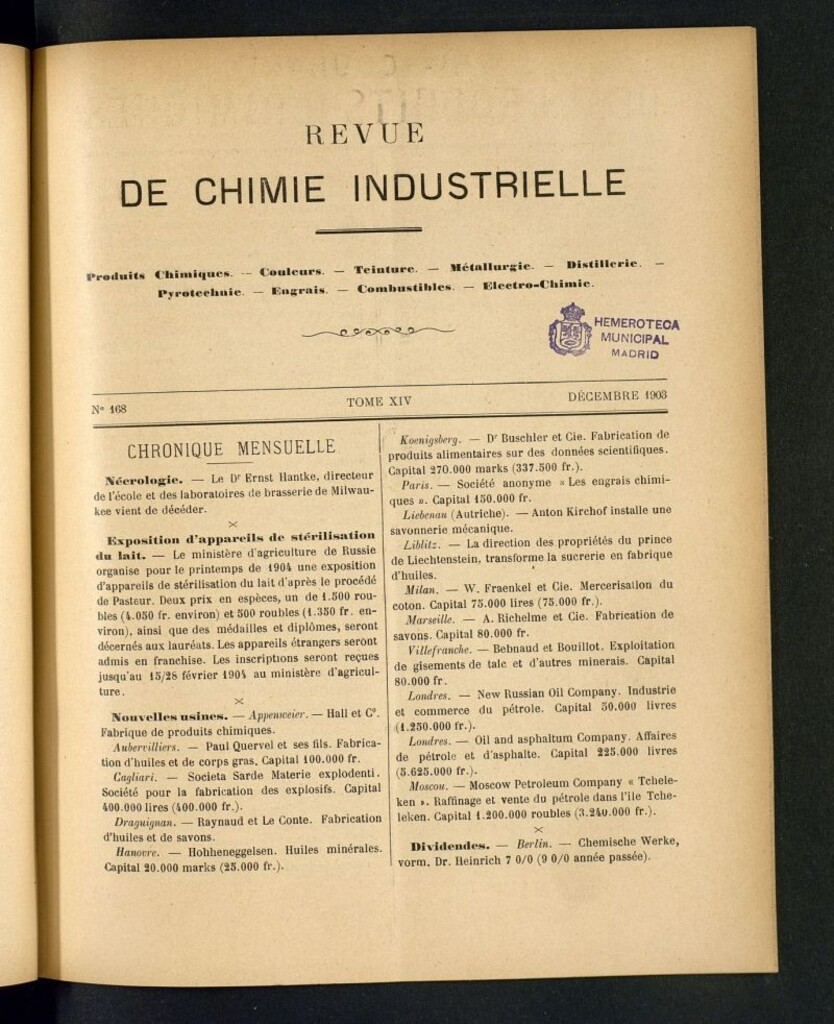 REVUE
DE CHIMIE INDUSTRIELLE
Produits Chimiques. — Couleurs. — Teinture. — Métallurgie. — Distillerie. —
Pyrotechnie. — Engrais. — Combustibles. — Electro-Chimie.
HEMEROTECA
MUNICIPAL
MADRID
No 168
TOME XIV
DÉCEMBRE 1903
CHRONIQUE MENSUELLE
Nécrologie. — Le Dr Ernst Hantke, directeur
de l'école et des laboratoires de brasserie de Milwau-
kee vient de décéder.
×
Exposition d'appareils de stérilisation
du lait. — Le ministère d'agriculture de Russie
organise pour le printemps de 1904 une exposition
d'appareils de stérilisation du lait d'après le procédé
de Pasteur. Deux prix en espèces, un de 1.500 rou-
bles (4.050 fr. environ) et 500 roubles (1.350 fr. en-
viron), ainsi que des médailles et diplômes, seront
décernés aux lauréats. Les appareils étrangers seront
admis en franchise. Les inscriptions seront reçues
jusqu'au 15/28 février 1904 au ministère d'agricul-
ture.
×
Nouvelles usines. — Appenweier. — Hall et Co.
Fabrique de produits chimiques.
Aubervilliers. — Paul Quervel et ses fils. Fabrica-
tion d'huiles et de corps gras. Capital 100.000 fr.
Cagliari. — Societa Sarde Materie explodenti.
Société pour la fabrication des explosifs. Capital
400.000 lires (400.000 fr.).
Draguignan. — Raynaud et Le Conte. Fabrication
d'huiles et de savons.
Hanovre. — Hohheneggelsen. Huiles minérales.
Capital 20.000 marks (25.000 fr.).
Koenigsberg. — Dr Buschler et Cie. Fabrication de
produits alimentaires sur des données scientifiques.
Capital 270.000 marks (337.500 fr.).
Paris. — Société anonyme « Les engrais chimi-
ques ». Capital 150.000 fr.
Liebenau (Autriche). — Anton Kirchof installe une
savonnerie mécanique.
Liblitz. — La direction des propriétés du prince
de Liechtenstein, transforme la sucrerie en fabrique
d'huiles.
Milan. — W. Fraenkel et Cie. Mercerisation du
coton. Capital 75.000 lires (75.000 fr.).
Marseille. — A. Richelme et Cie. Fabrication de
savons. Capital 80.000 fr.
Villefranche. — Bebnaud et Bouillot. Exploitation
de gisements de talc et d'autres minerais. Capital
80.000 fr.
Londres. — New Russian Oil Company. Industrie
et commerce du pétrole. Capital 50.000 livres
(1.250.000 fr.).
Londres. — Oil and asphaltum Company. Affaires
de pétrole et d'asphalte. Capital 225.000 livres
(5.625.000 fr.).
Moscou. — Moscow Petroleum Company « Tchele-
ken ». Raffinage et vente du pétrole dans l'île Tche-
leken. Capital 1.200.000 roubles (3.240.000 fr.).
×
Dividendes. — Berlin. — Chemische Werke,
vorm. Dr. Heinrich 7 0/0 (9 0/0 année passée).